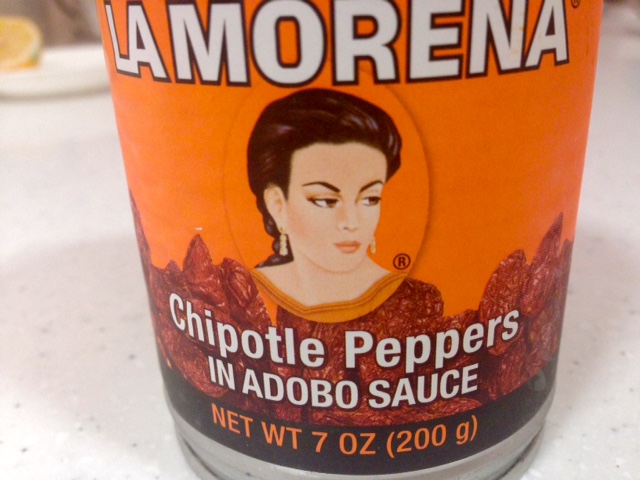 LA MORENA®
®
Chipotle Peppers
IN ADOBO SAUCE
NET WT 7 OZ (200 g)